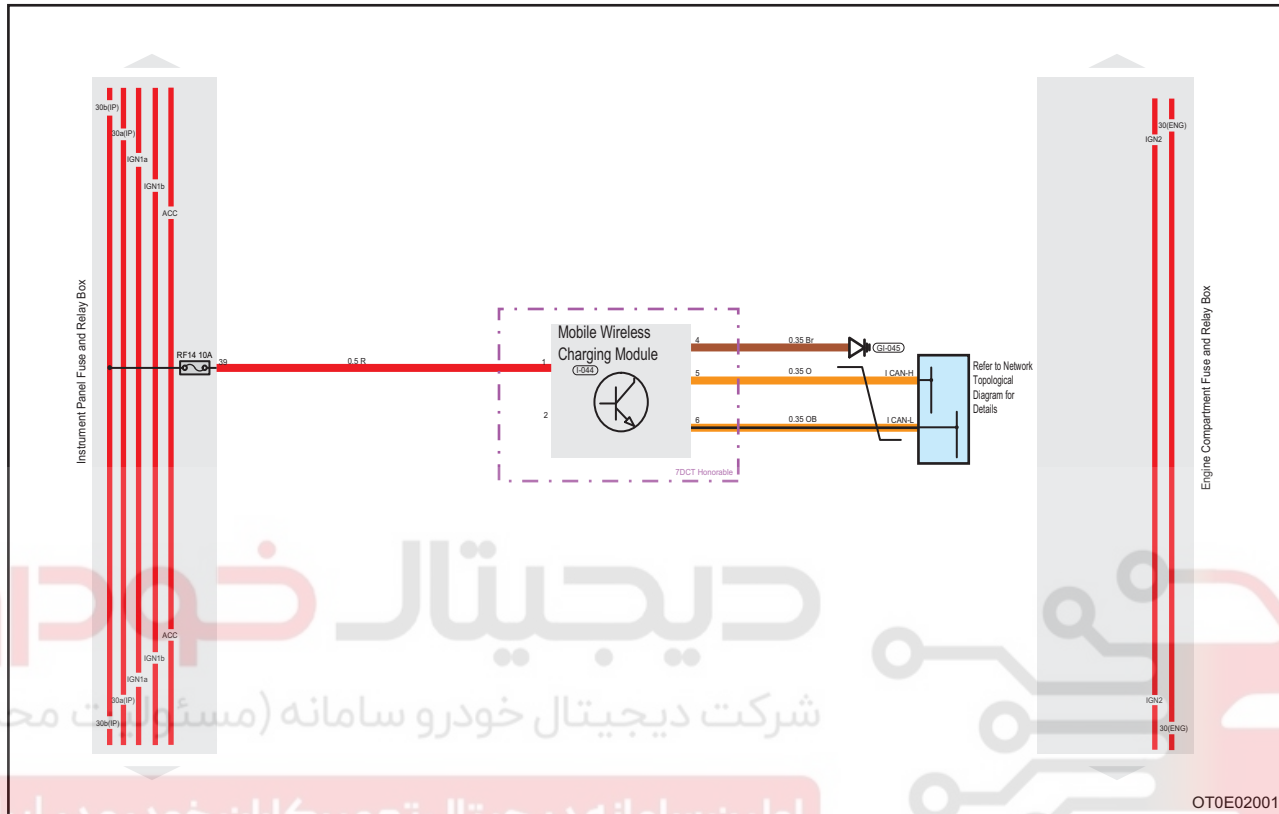 30b(IP)
30a(IP)
IGN1a
IGN1b
ACC
Instrument Panel Fuse and Relay Box
RF14 10A
39
0.5 R
1
2
Mobile Wireless
Charging Module
I-044
7DCT Honorable
4
0.35 Br
GI-045
5
0.35 O
I CAN-H
6
0.35 OB
I CAN-L
Refer to Network
Topological
Diagram for
Details
30(ENG)
IGN2
Engine Compartment Fuse and Relay Box
ACC
IGN1b
IGN1a
30a(IP)
30b(IP)
IGN2
30(ENG)
دیجیتال خودرو
شرکت دیجیتال خودرو سامانه (مسئولیت
OT0E02001